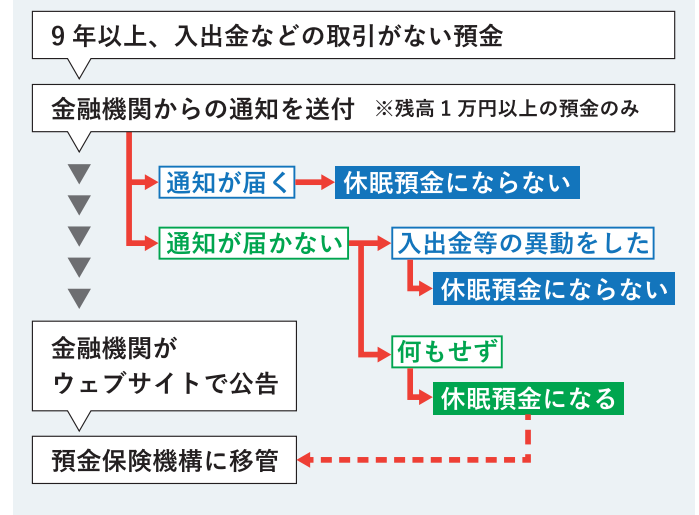 9年以上、入出金などの取引がない預金
金融機関からの通知を送付 ※残高1万円以上の預金のみ
通知が届く
休眠預金にならない
通知が届かない
入出金等の異動をした
休眠預金にならない
何もせず
休眠預金になる
金融機関が
ウェブサイトで公告
預金保険機構に移管